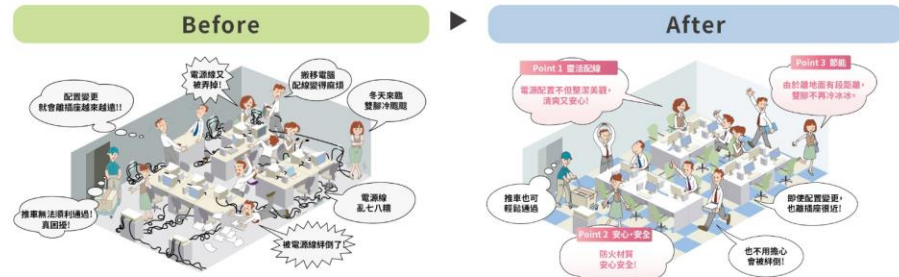 Before
After
配置變更
就會離插座越來越遠!!
電源線又
被弄掉!
搬移電腦
配線變得麻煩
冬天來臨
雙腳冷颼颼
推車無法順利通過!
真困擾!
電源線
亂七八糟
被電源線絆倒了
Point 1 靈活配線
電源配置不但整潔美觀，
清爽又安心!
Point 3 節能
由於離地面有段距離，
雙腳不再冷冰冰。
推車也可
輕鬆通過
Point 2 安心·安全
防火材質
安心安全!
即使配置變更，
也離插座很近!
也不用擔心
會被絆倒!